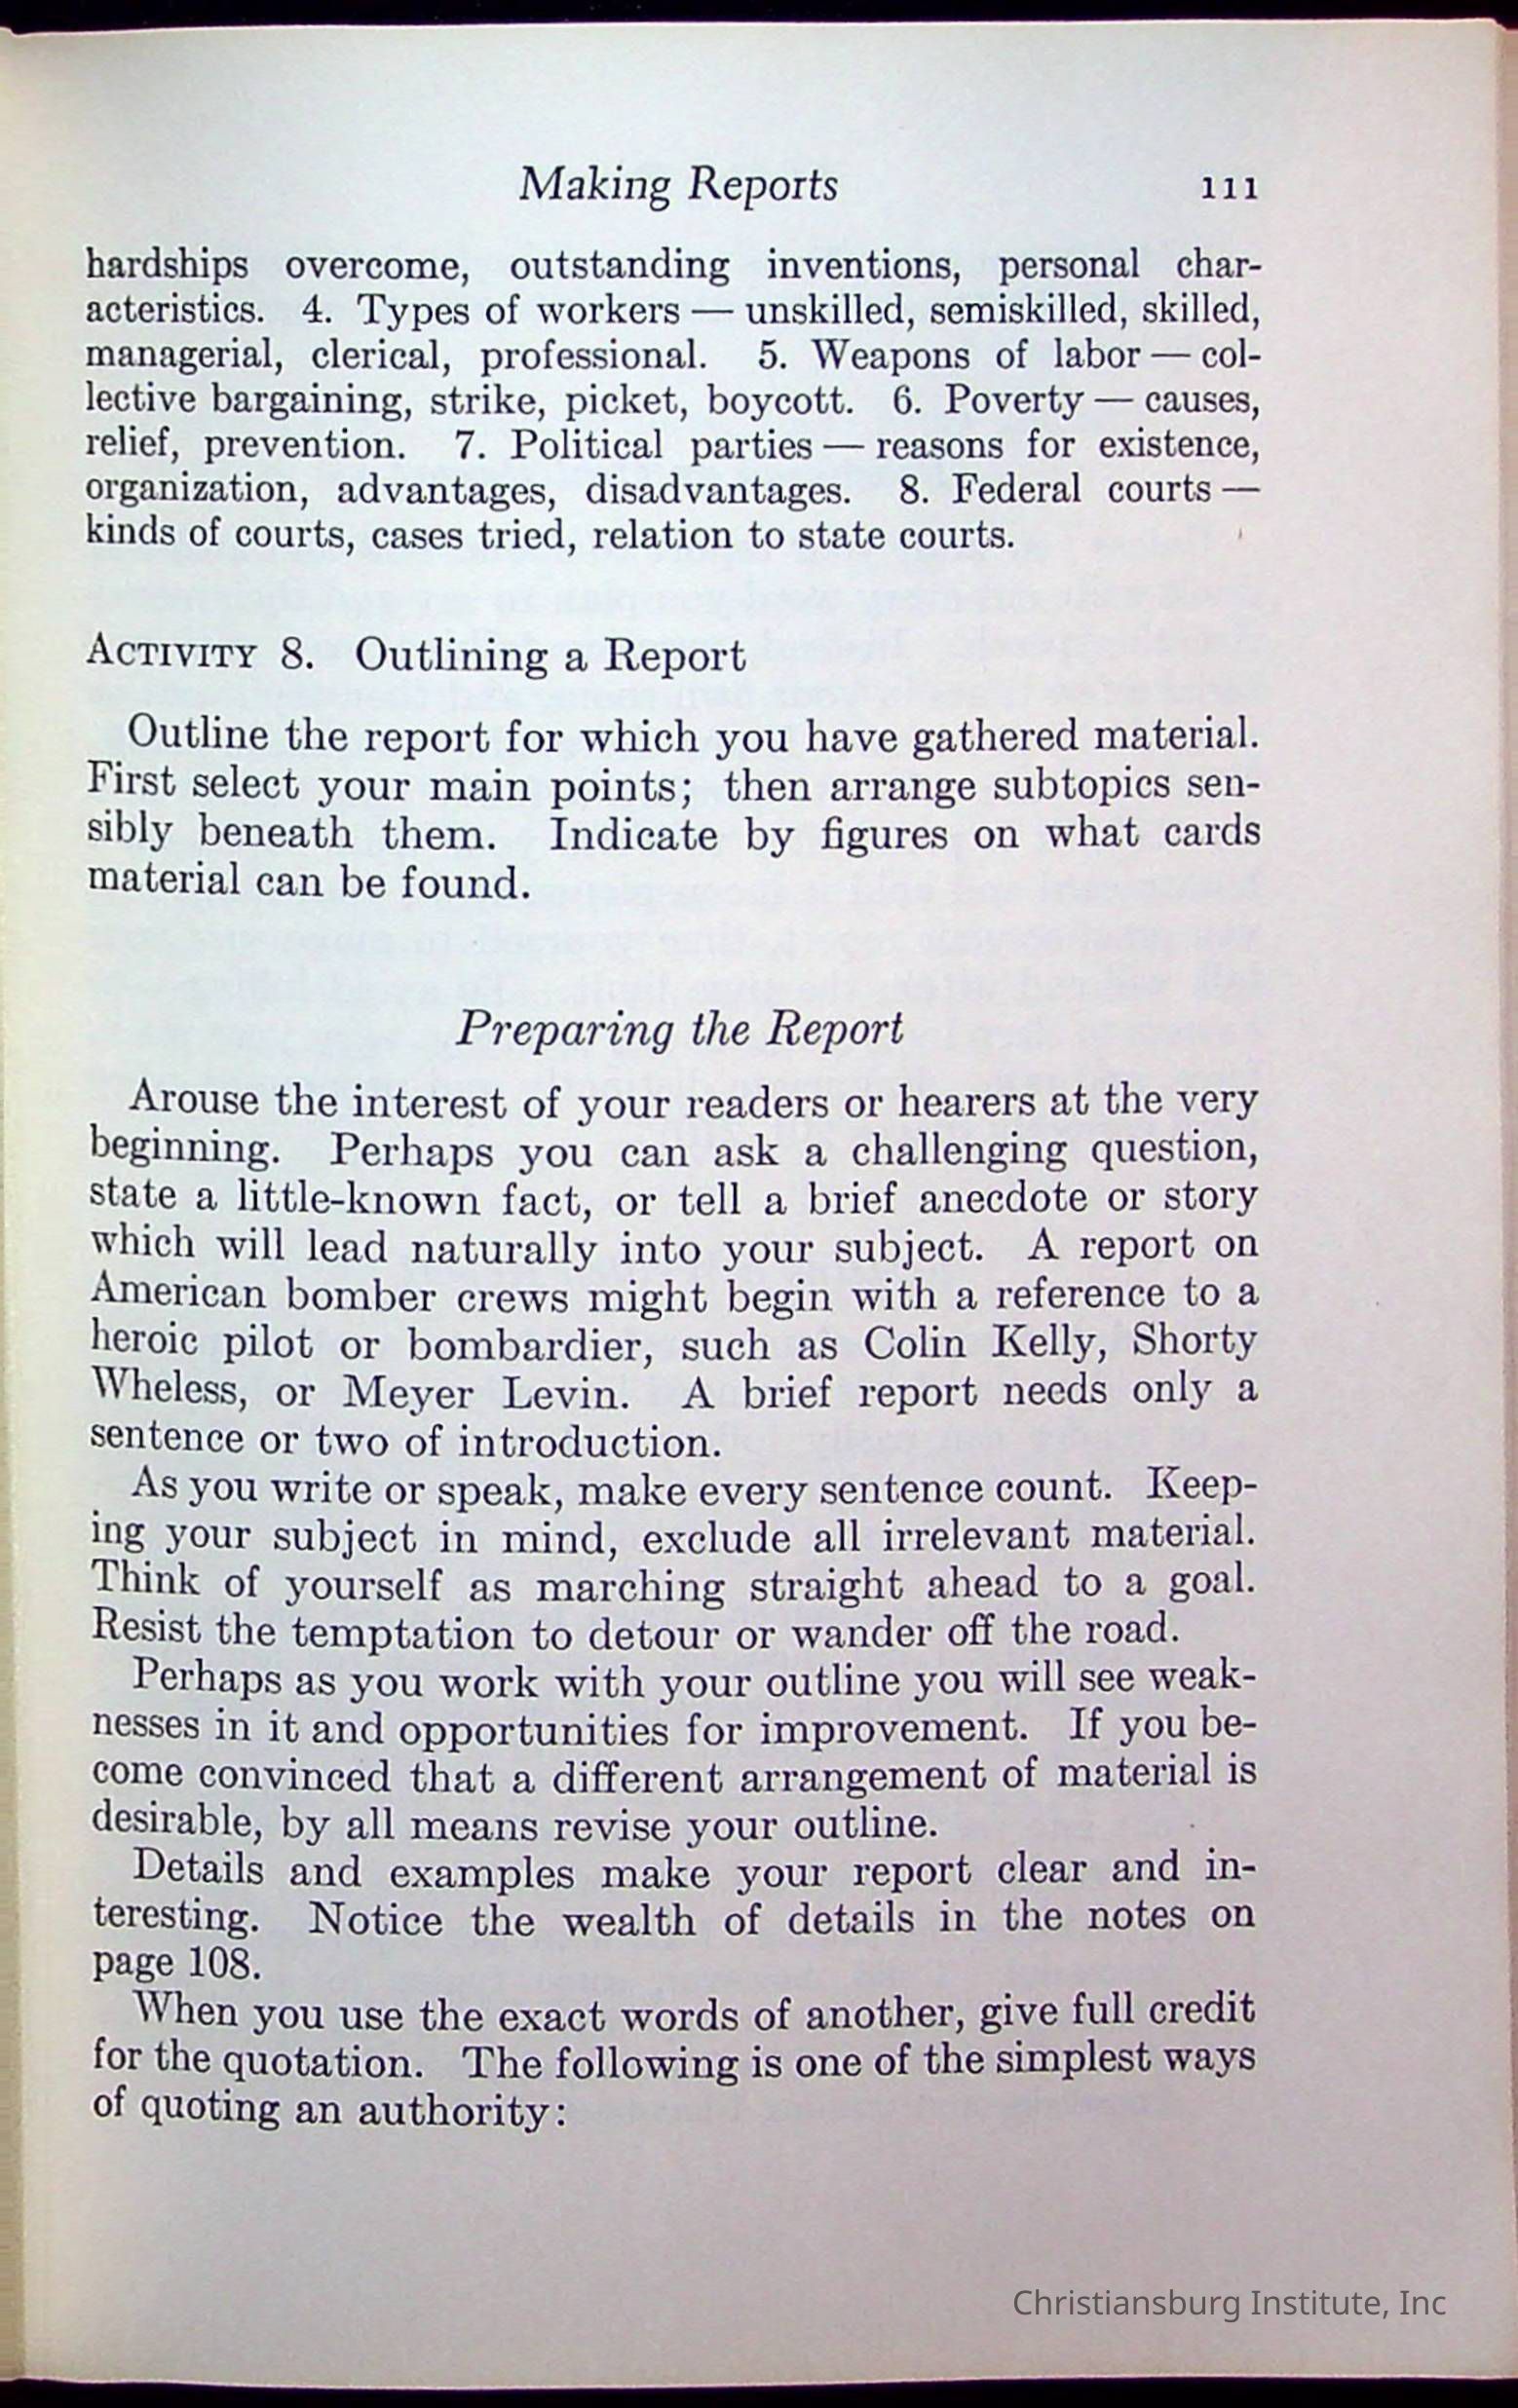 Making Reports 111
hardships overcome, outstanding inventions, personal char-
acteristics. 4. Types of workers — unskilled, semiskilled, skilled,
managerial, clerical, professional. 5. Weapons of labor — col-
lective bargaining, strike, picket, boycott. 6. Poverty — causes,
relief, prevention. 7. Political parties — reasons for existence,
organization, advantages, disadvantages. 8. Federal courts —
kinds of courts, cases tried, relation to state courts.
ACTIVITY 8. Outlining a Report
Outline the report for which you have gathered material.
First select your main points; then arrange subtopics sen-
sibly beneath them. Indicate by figures on what cards
material can be found.
Preparing the Report
Arouse the interest of your readers or hearers at the very
beginning. Perhaps you can ask a challenging question,
state a little-known fact, or tell a brief anecdote or story
which will lead naturally into your subject. A report on
American bomber crews might begin with a reference to a
heroic pilot or bombardier, such as Colin Kelly, Shorty
Wheless, or Meyer Levin. A brief report needs only a
sentence or two of introduction.
As you write or speak, make every sentence count. Keep-
ing your subject in mind, exclude all irrelevant material.
Think of yourself as marching straight ahead to a goal.
Resist the temptation to detour or wander off the road.
Perhaps as you work with your outline you will see weak-
nesses in it and opportunities for improvement. If you be-
come convinced that a different arrangement of material is
desirable, by all means revise your outline.
Details and examples make your report clear and in-
teresting. Notice the wealth of details in the notes on
page 108.
When you use the exact words of another, give full credit
for the quotation. The following is one of the simplest ways
of quoting an authority:
Christiansburg Institute, Inc